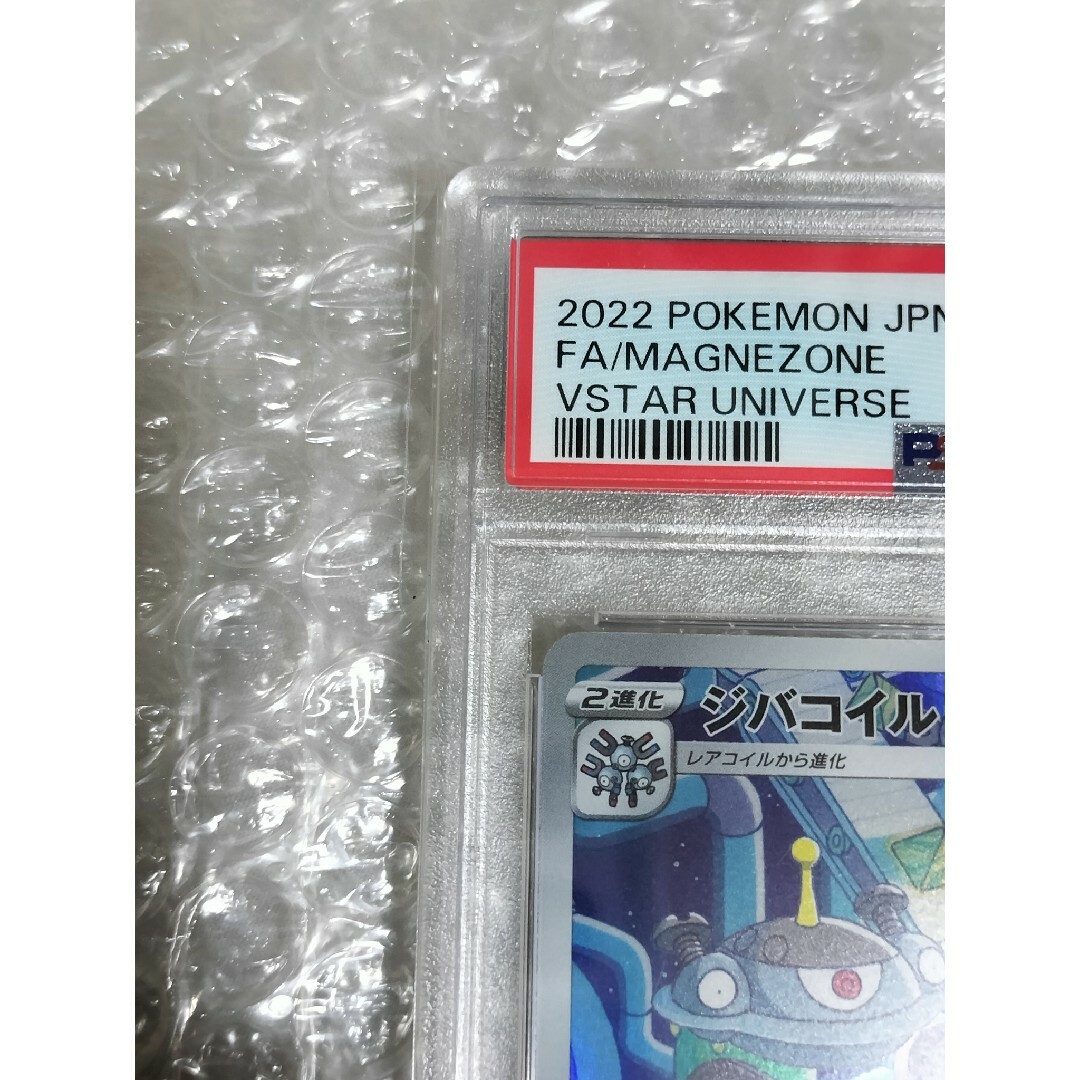 2022 POKEMON JPN
FA/MAGNEZONE
VSTAR UNIVERSE
2進化
ジバコイル
レアコイルから進化